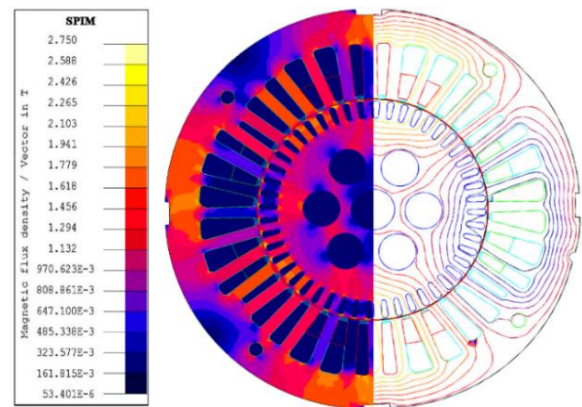 SPIM
Magnetic flux density / Vector in T
2.750
2.588
2.426
2.265
2.103
1.941
1.779
1.618
1.456
1.294
1.132
970.623E-3
808.861E-3
647.100E-3
485.338E-3
323.577E-3
161.815E-3
53.401E-6